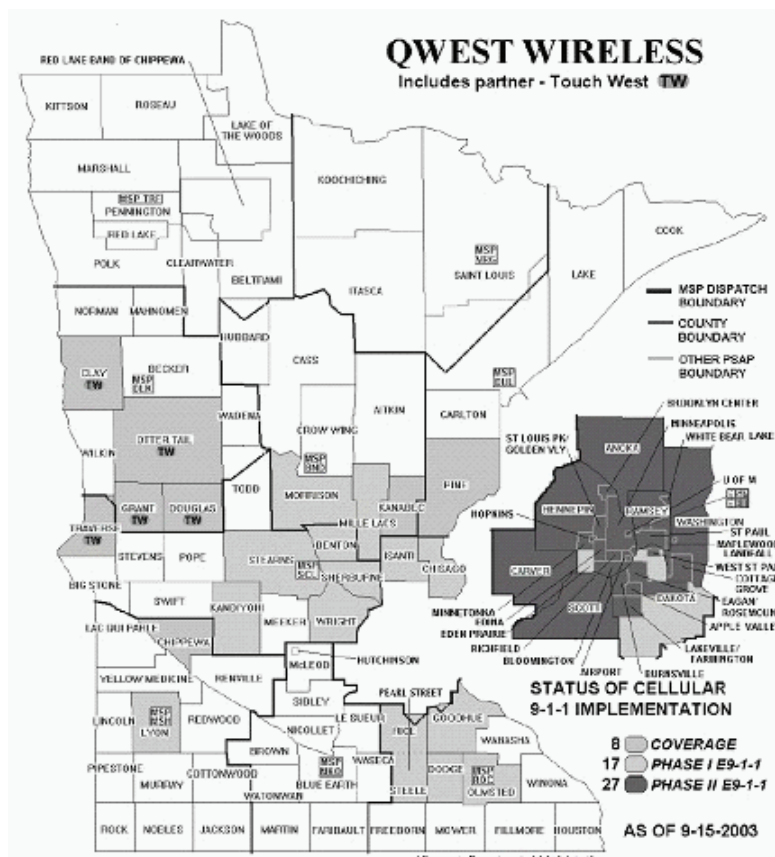 QWEST WIRELESS
Includes partner - Touch West TW
RED LAKE BAND OF CHIPPEWA
KITTSON
ROSEAU
LAKE OF
THE WOODS
MARSHALL
KOOCHICHING
MSP TRF
PENNINGTON
RED LAKE
POLK
CLEARWATER
BELTRAMI
ITASCA
MSP
SAINT LOUIS
LAKE
COOK
MSP DISPATCH
BOUNDARY
COUNTY
BOUNDARY
OTHER PSAP
BOUNDARY
NORMAN
MAHNOMEN
HUBBARD
CASS
CLAY
TW
BECKER
MSP
DLK
WADENA
CROW WING
MSP
BND
AITKIN
CARLTON
MSP
DUL
WILKIN
OTTER TAIL
TW
TODD
MORRISON
MILLE LACS
KANABEC
PINE
GRANT
TW
DOUGLAS
TW
TRAVERSE
TW
STEVENS
POPE
STEARNS
MSP
SCL
BENTON
SHERBURNE
ISANTI
CHISAGO
BIG STONE
SWIFT
KANDIYOHI
MEEKER
WRIGHT
LAC QUI PARLE
CHIPPEWA
YELLOW MEDICINE
RENVILLE
McLEOD
HUTCHINSON
SIBLEY
PEARL STREET
LINCOLN
LYON
MSP
MSH
REDWOOD
NICOLLET
LE SUEUR
RICE
GOODHUE
WABASHA
BROWN
PIPESTONE
MURRAY
COTTONWOOD
WATONWAN
BLUE EARTH
MSP
WASECA
STEELE
DODGE
MSP
ROC
OLMSTED
WINONA
ROCK
NOBLES
JACKSON
MARTIN
FARIBAULT
FREEBORN
MOWER
FILLMORE
HOUSTON
BROOKLYN CENTER
MINNEAPOLIS
WHITE BEAR LAKE
ST LOUIS PK/
GOLDEN VLY
ANOKA
U OF M
HENNEPIN
RAMSEY
HOPKINS
WASHINGTON
ST PAUL
MAPLEWOOD
LANDFALL
WEST ST PA
COTTAGE
GROVE
CARVER
SCOTT
DAKOTA
EAGAN/
ROSEMOUN
APPLE VALLE
MINNETONKA
EDINA
EDEN PRAIRIE
RICHFIELD
BLOOMINGTON
AIRPORT
LAKEVILLE/
FARMINGTON
BURNSVILLE
STATUS OF CELLULAR
9-1-1 IMPLEMENTATION
8 COVERAGE
17 PHASE I E9-1-1
27 PHASE II E9-1-1
AS OF 9-15-2003